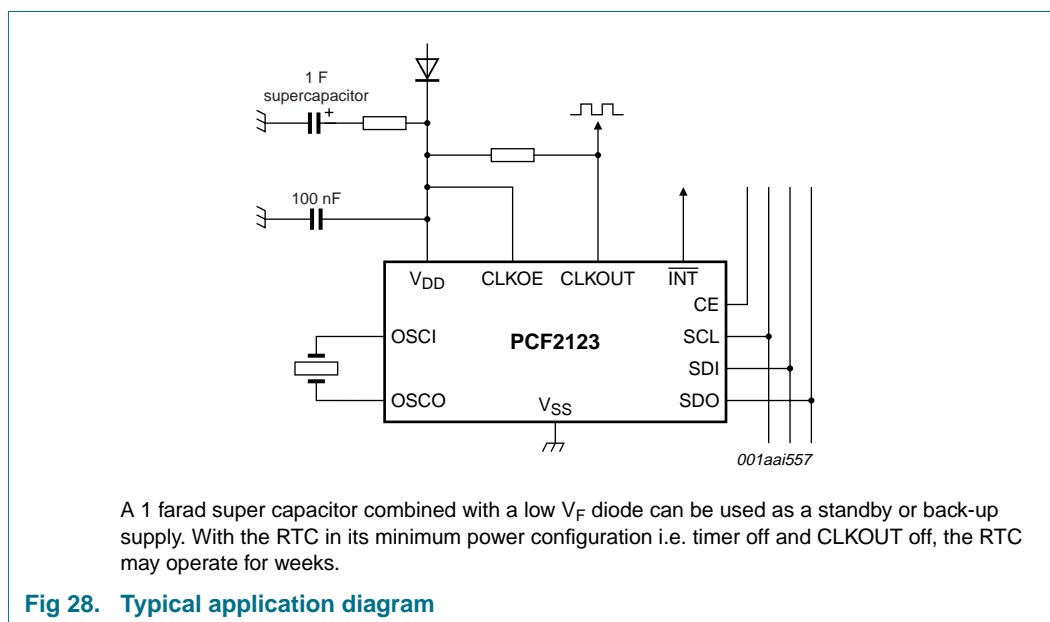 1 F
supercapacitor
+
100 nF
VDD
CLKOE
CLKOUT
INT
CE
OSCI
PCF2123
SCL
SDI
OSCO
VSS
SDO
001aai557
A 1 farad super capacitor combined with a low VF diode can be used as a standby or back-up
supply. With the RTC in its minimum power configuration i.e. timer off and CLKOUT off, the RTC
may operate for weeks.
Fig 28. Typical application diagram